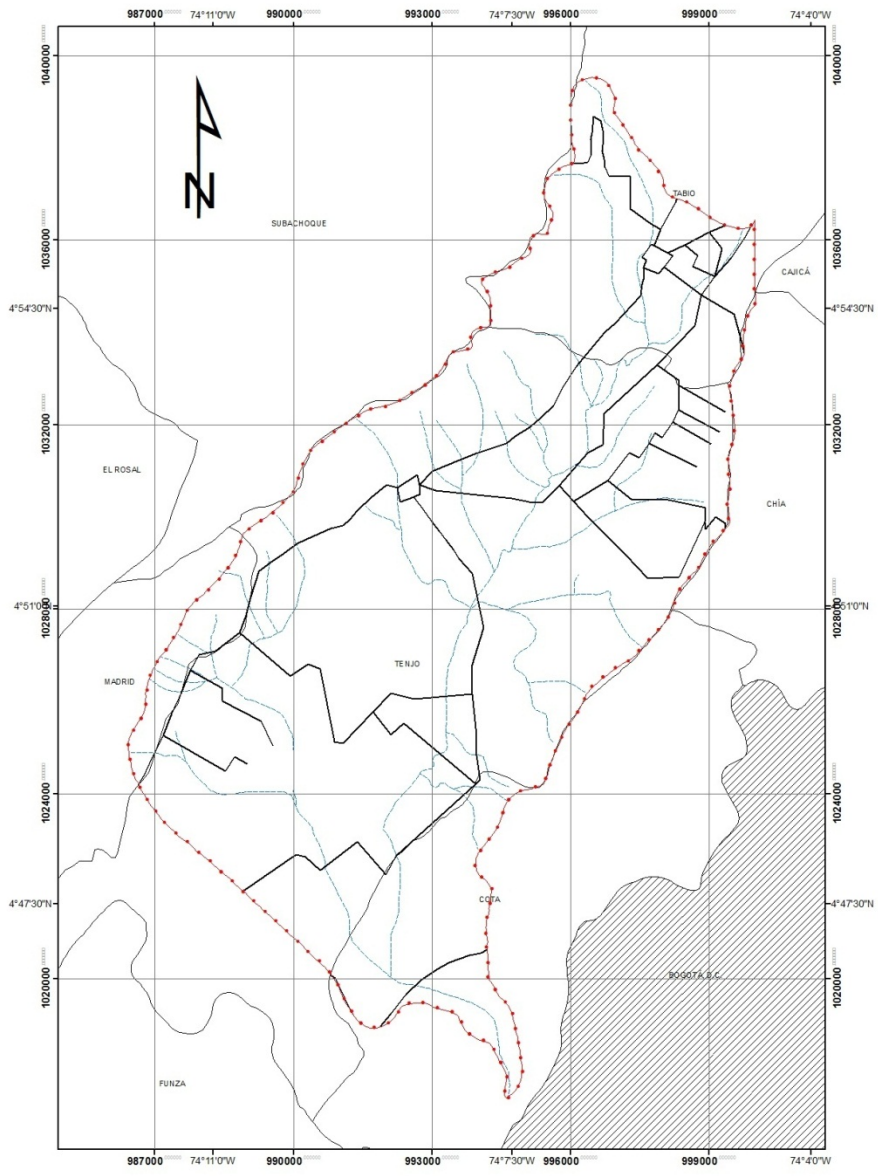 987000 74°11'0"W 990000 993000 74°7'30"W 996000 999000 74°4'0"W
1040000 1040000
N
TABIO
SUBACHOQUE
1036000 1036000
CAJICÁ
4°54'30"N 4°54'30"N
1032000 1032000
EL ROSAL
CHÌA
4°51'0"N 1028000 1028000 51'0"N
TENJO
MADRID
1024000 1024000
4°47'30"N COTA 4°47'30"N
BOGOTÁ, D.C.
1020000 1020000
FUNZA
987000 74°11'0"W 990000 993000 74°7'30"W 996000 999000 74°4'0"W